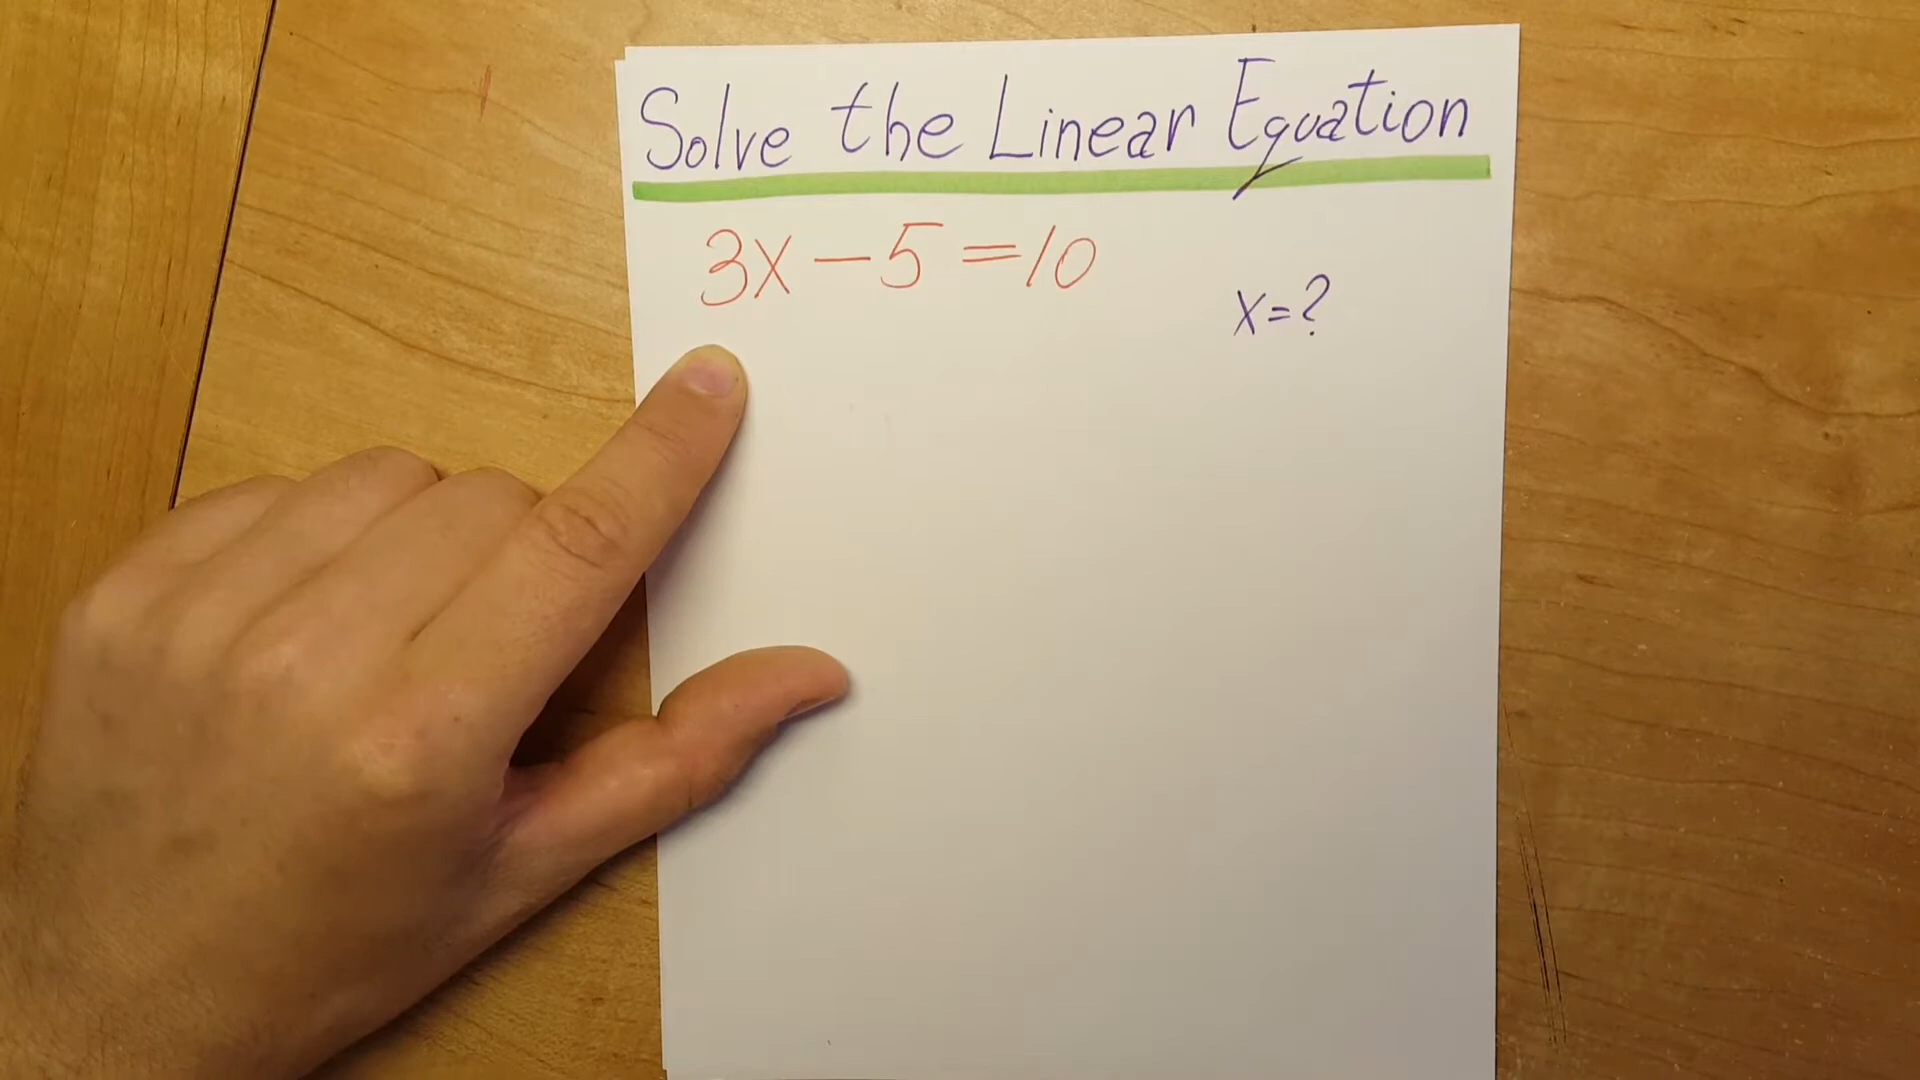 Solve the Linear Equation
3x - 5 = 10
x = ?